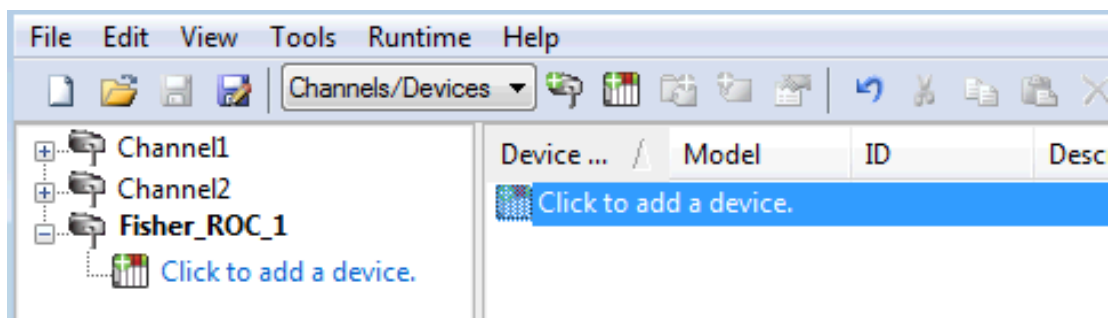 File Edit View Tools Runtime Help
Channels/Devices
Channel1
Channel2
Fisher_ROC_1
Click to add a device.
Device ... Model ID Desc
Click to add a device.